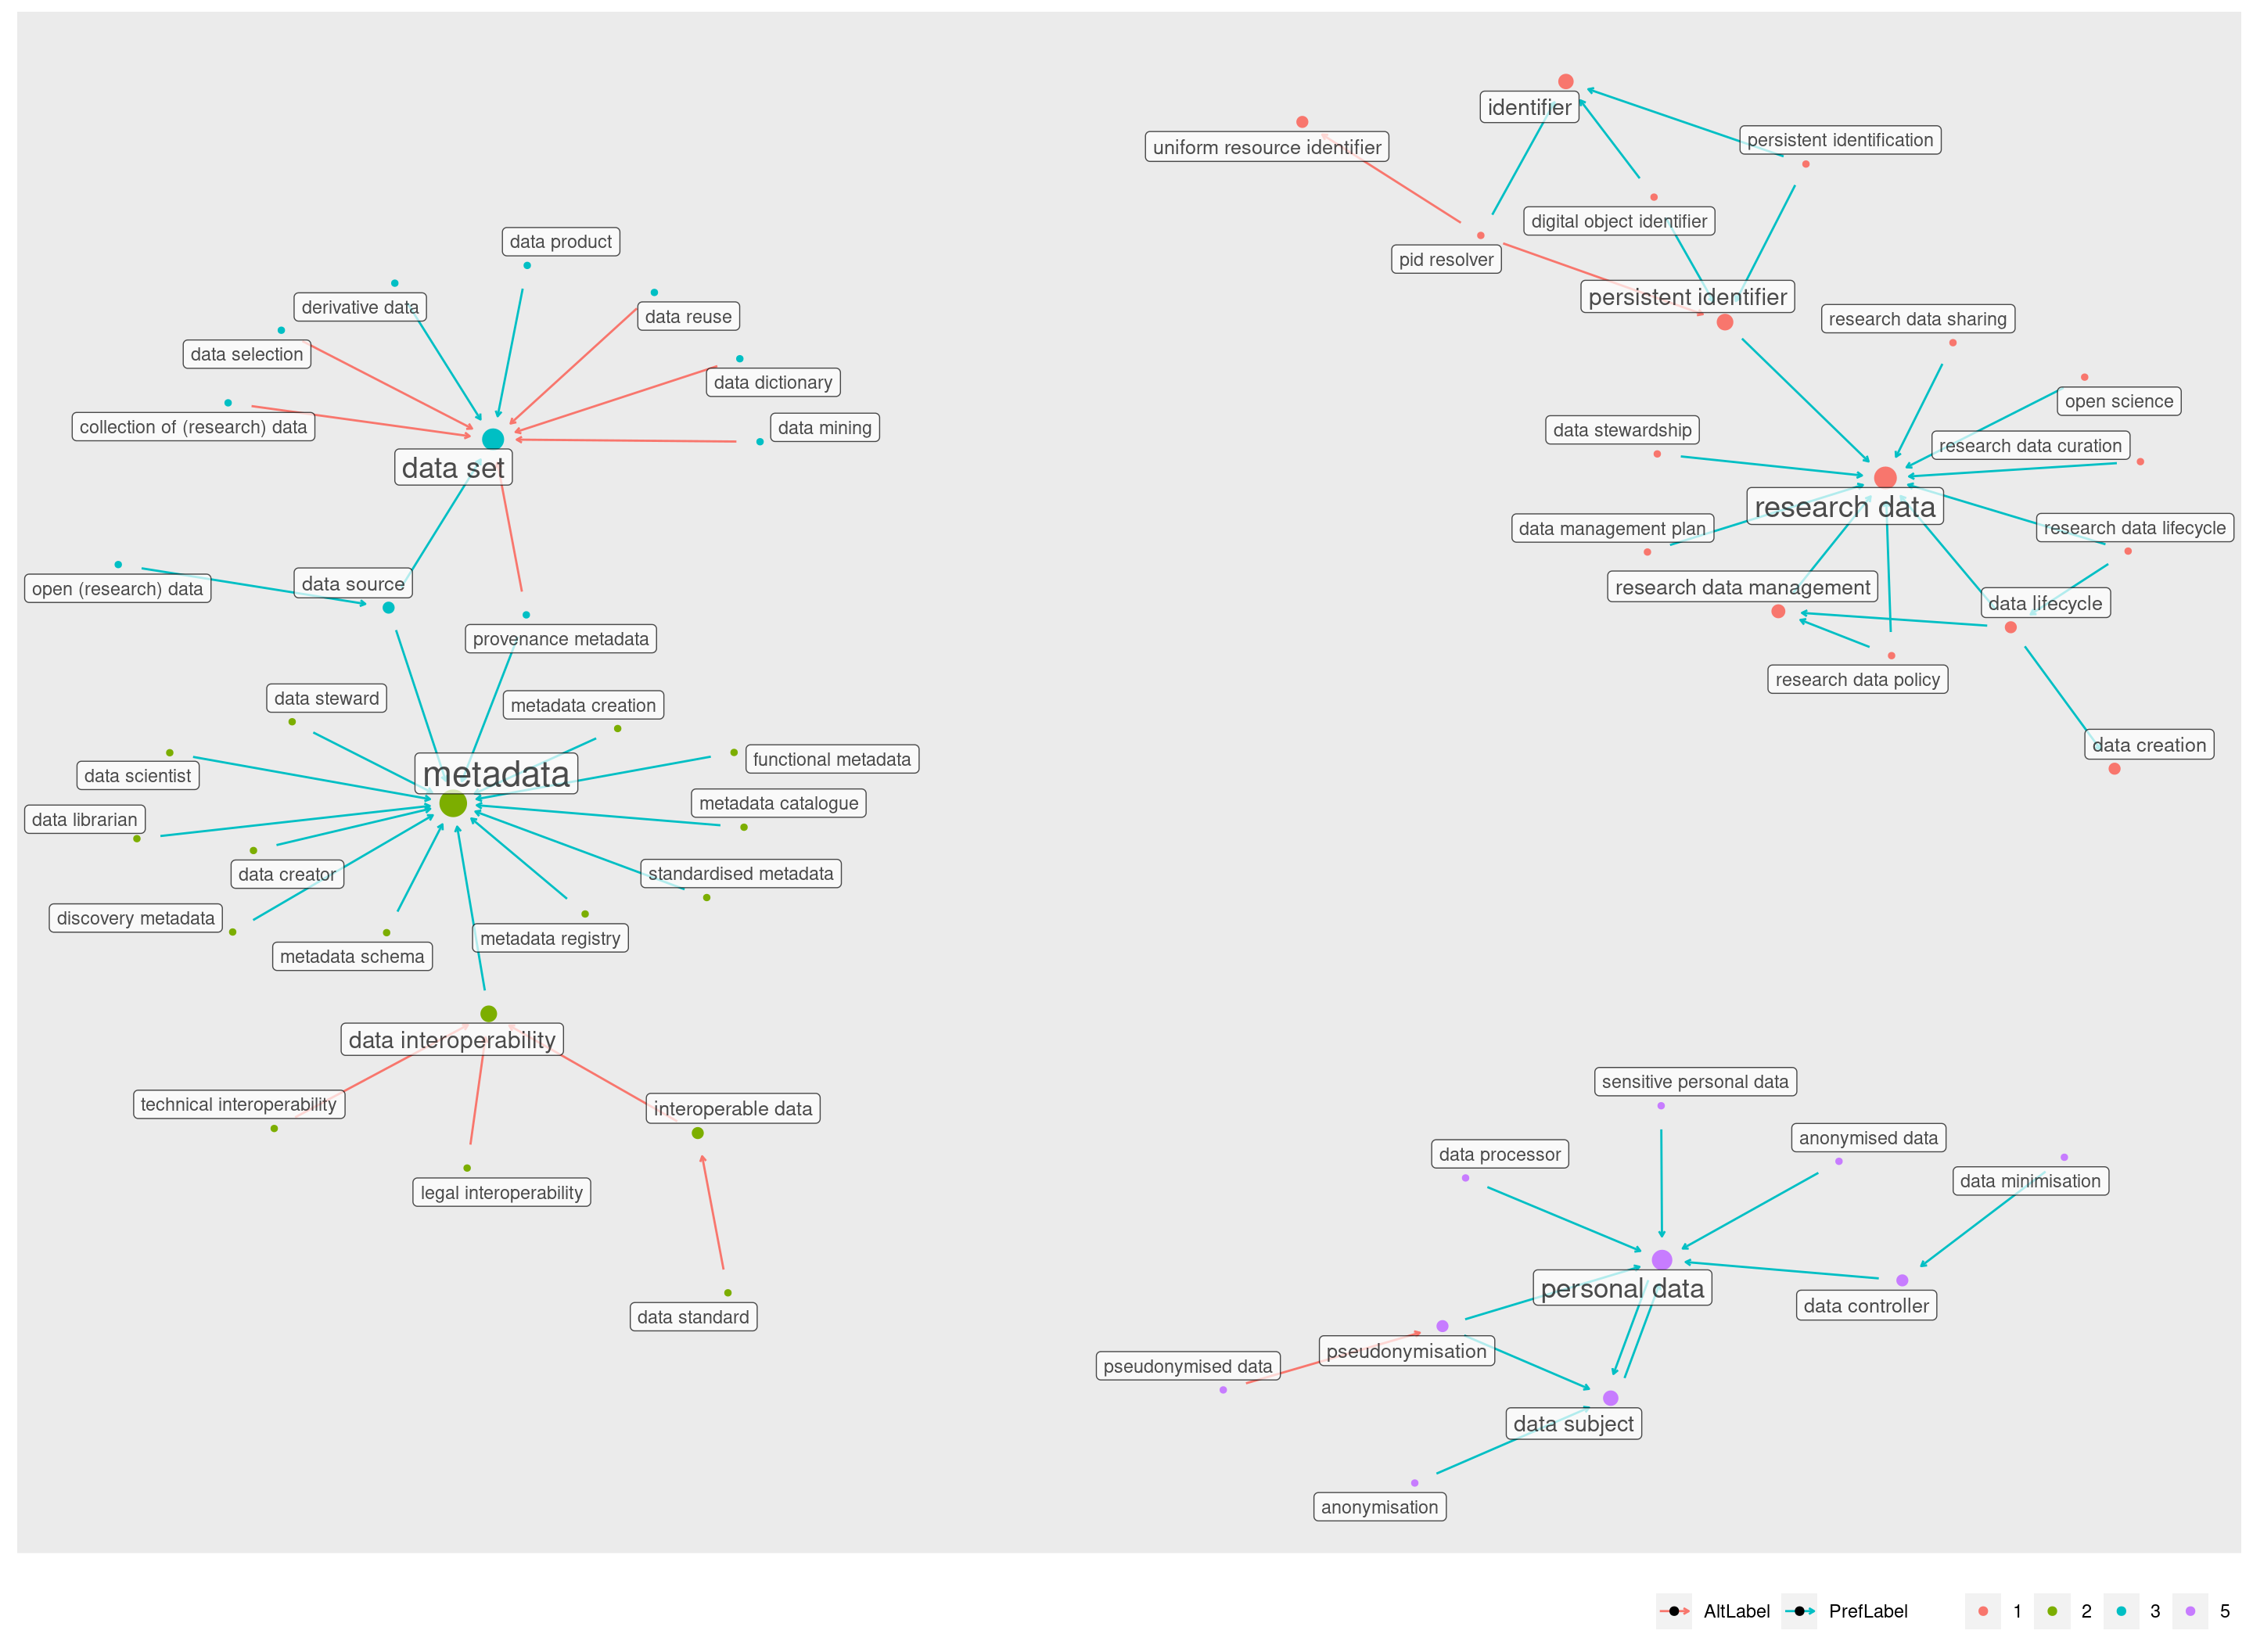 identifier
uniform resource identifier
persistent identification
digital object identifier
pid resolver
persistent identifier
research data sharing
open science
data stewardship
research data curation
research data
data management plan
research data lifecycle
research data management
data lifecycle
research data policy
data creation
data product
derivative data
data reuse
data selection
data dictionary
collection of (research) data
data mining
data set
data source
open (research) data
provenance metadata
data steward
metadata creation
functional metadata
metadata
data scientist
metadata catalogue
data librarian
data creator
standardised metadata
discovery metadata
metadata registry
metadata schema
data interoperability
technical interoperability
interoperable data
legal interoperability
data standard
sensitive personal data
anonymised data
data processor
data minimisation
personal data
data controller
pseudonymisation
pseudonymised data
data subject
anonymisation
AltLabel PrefLabel 1 2 3 5